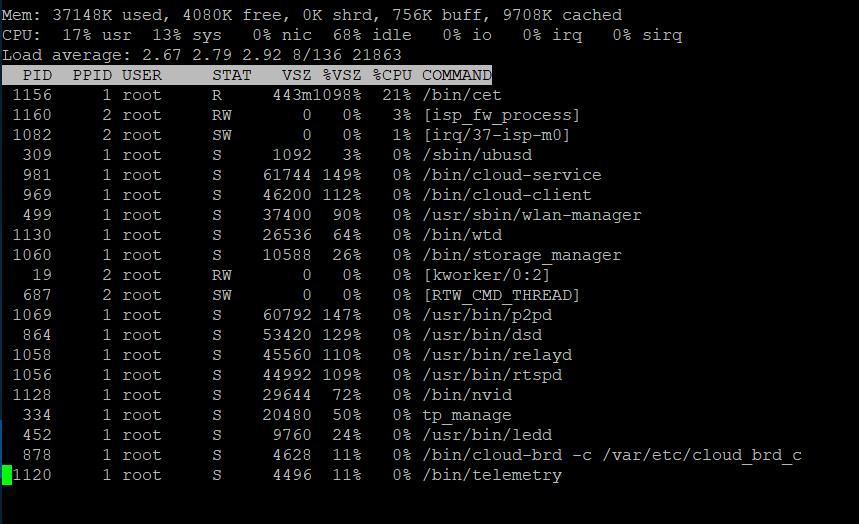 Mem: 37148K used, 4080K free, 0K shrd, 756K buff, 9708K cached
CPU:  17% usr  13% sys   0% nic  68% idle   0% io   0% irq   0% sirq
Load average: 2.67 2.79 2.92 8/136 21863
  PID  PPID USER     STAT   VSZ %VSZ %CPU COMMAND
 1156     1 root     R     443m1098%  21% /bin/cet
 1160     2 root     RW       0   0%   3% [isp_fw_process]
 1082     2 root     SW       0   0%   1% [irq/37-isp-m0]
  309     1 root     S     1092   3%   0% /sbin/ubusd
  981     1 root     S    61744 149%   0% /bin/cloud-service
  969     1 root     S    46200 112%   0% /bin/cloud-client
  499     1 root     S    37400  90%   0% /usr/sbin/wlan-manager
 1130     1 root     S    26536  64%   0% /bin/wtd
 1060     1 root     S    10588  26%   0% /bin/storage_manager
   19     2 root     RW       0   0%   0% [kworker/0:2]
  687     2 root     SW       0   0%   0% [RTW_CMD_THREAD]
 1069     1 root     S    60792 147%   0% /usr/bin/p2pd
  864     1 root     S    53420 129%   0% /usr/bin/dsd
 1058     1 root     S    45560 110%   0% /usr/bin/relayd
 1056     1 root     S    44992 109%   0% /usr/bin/rtspd
 1128     1 root     S    29644  72%   0% /bin/nvid
  334     1 root     S    20480  50%   0% tp_manage
  452     1 root     S     9760  24%   0% /usr/bin/ledd
  878     1 root     S     4628  11%   0% /bin/cloud-brd -c /var/etc/cloud_brd_c
 1120     1 root     S     4496  11%   0% /bin/telemetry